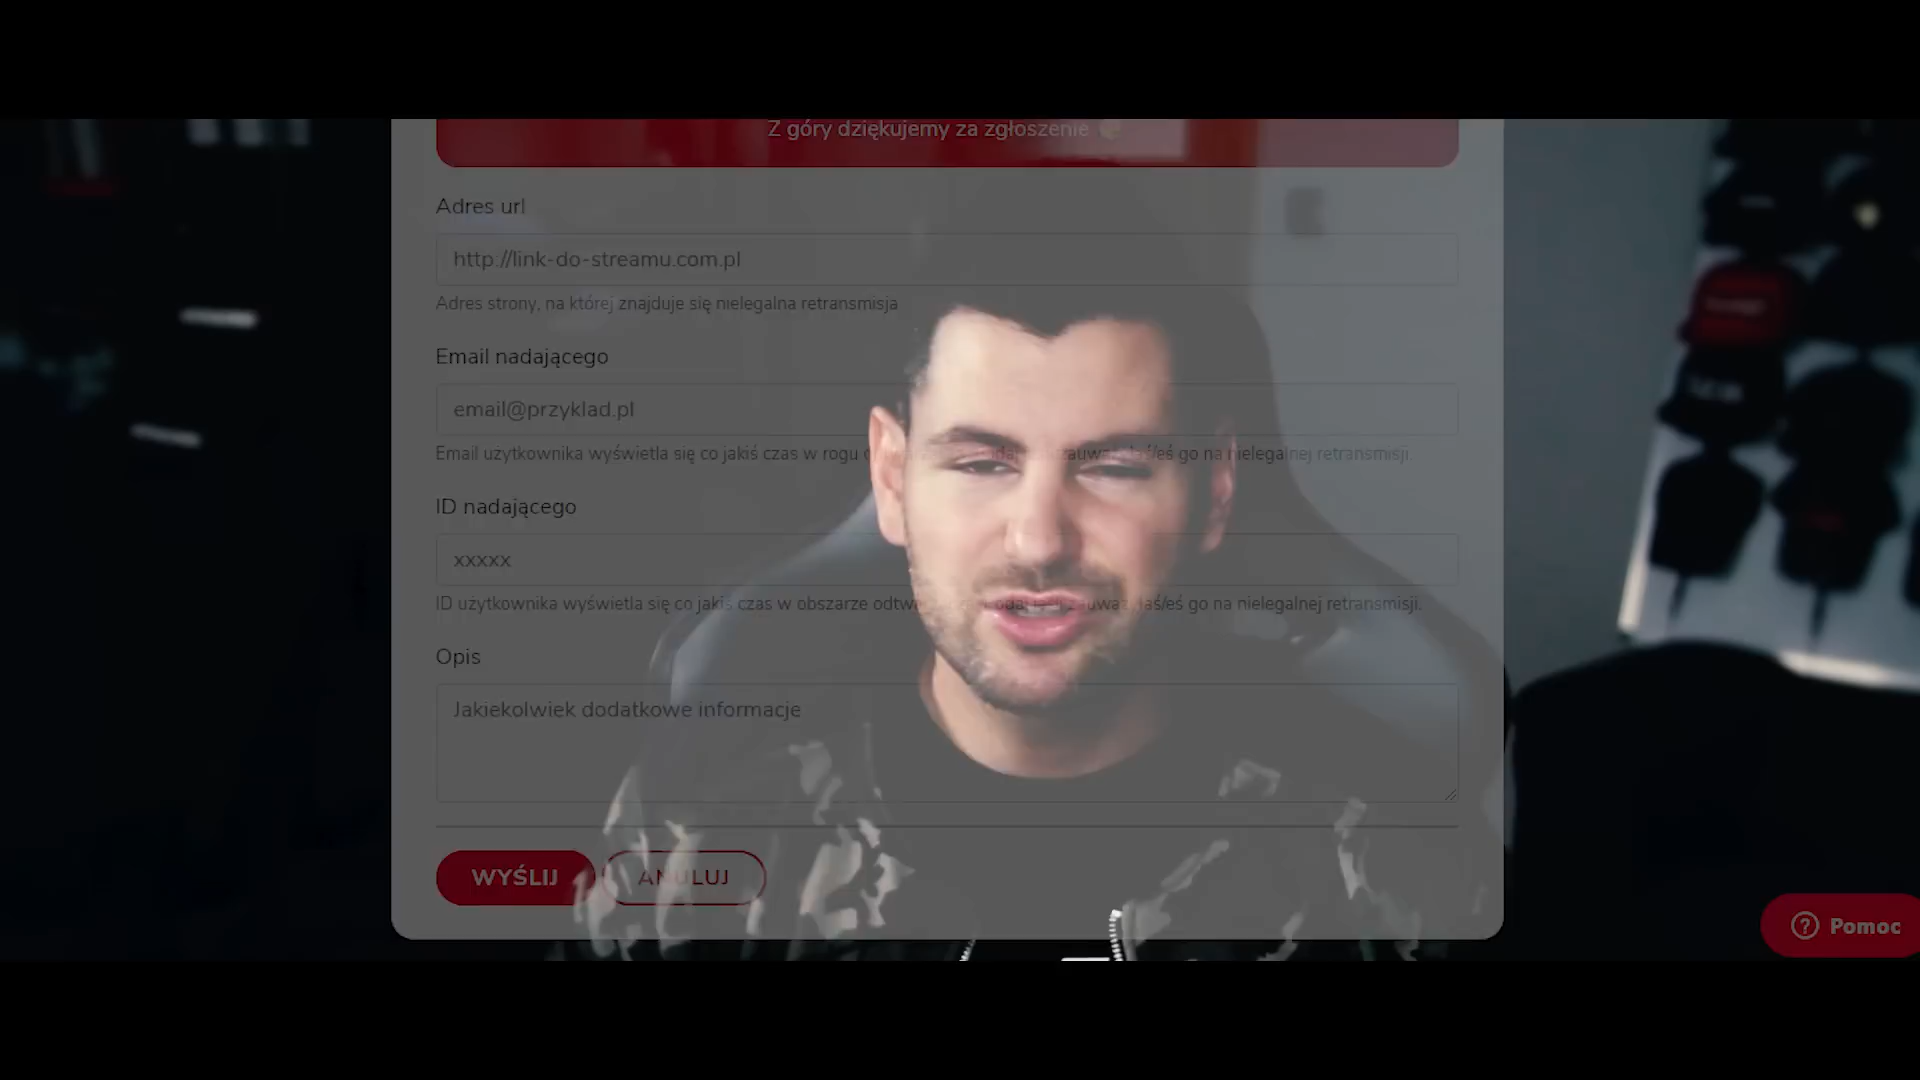 Z góry dziękujemy za zgłoszenie
Adres url
http://link-do-streamu.com.pl
Adres strony, na której znajduje się nielegalna retransmisja
Email nadającego
email@przyklad.pl
Email użytkownika wyświetla się co jakiś czas w rogu go na nielegalnej retransmisji.
ID nadającego
xxxxx
ID użytkownika wyświetla się co jakiś czas w obszarze go na nielegalnej retransmisji.
Opis
Jakiekolwiek dodatkowe informacje
WYŚLIJ ANULUJ
Pomoc